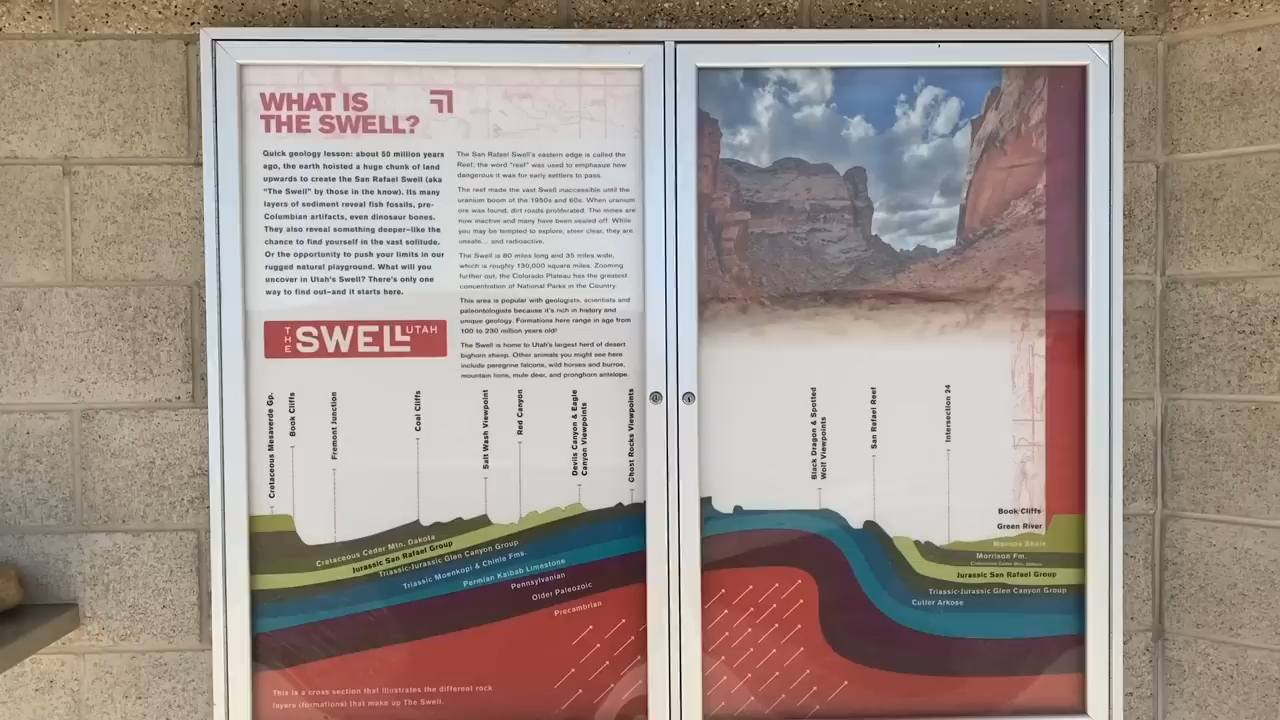 WHAT IS
THE SWELL?
Quick geology lesson: about 50 million years
ago, the earth hoisted a huge chunk of land
upwards to create the San Rafael Swell (aka
"The Swell" by those in the know). Its many
layers of sediment reveal fish fossils, pre-
Columbian artifacts, even dinosaur bones.
They also reveal something deeper–like the
chance to find yourself in the vast solitude.
Or the opportunity to push your limits in our
rugged natural playground. What will you
uncover in Utah's Swell? There's only one
way to find out–and it starts here.
THE SWELL UTAH
The San Rafael Swell's eastern edge is called the
Reef; the word "reef" was used to emphasize how
dangerous it was for early settlers to pass.
The reef made the vast Swell inaccessible until the
uranium boom of the 1950s and 60s. When uranium
ore was found, dirt roads proliferated. The mines are
now inactive and many have been sealed off. While
you may be tempted to explore, steer clear, they are
unsafe... and radioactive.
The Swell is 80 miles long and 35 miles wide,
which is roughly 130,000 square miles. Zooming
further out, the Colorado Plateau has the greatest
concentration of National Parks in the Country.
This area is popular with geologists, scientists and
paleontologists because it's rich in history and
unique geology. Formations here range in age from
100 to 230 million years old!
The Swell is home to Utah's largest herd of desert
bighorn sheep. Other animals you might see here
include peregrine falcons, wild horses and burros,
mountain lions, mule deer, and pronghorn antelope.
Cretaceous Mesaverde Gp.
Book Cliffs
Fremont Junction
Coal Cliffs
Salt Wash Viewpoint
Red Canyon
Devils Canyon & Eagle
Canyon Viewpoints
Ghost Rocks Viewpoints
Black Dragon & Spotted
Wolf Viewpoints
San Rafael Reef
Intersection 24
Cretaceous Ceder Mtn. Dakota
Jurassic San Rafael Group
Triassic-Jurassic Glen Canyon Group
Triassic Moenkopi & Chinle Fms.
Permian Kaibab Limestone
Pennsylvanian
Older Paleozoic
Precambrian
Book Cliffs
Green River
Mancos Shale
Morrison Fm.
Cretaceous Ceder Mtn. Dakota
Jurassic San Rafael Group
Triassic-Jurassic Glen Canyon Group
Cutler Arkose
This is a cross section that illustrates the different rock
layers (formations) that make up The Swell.